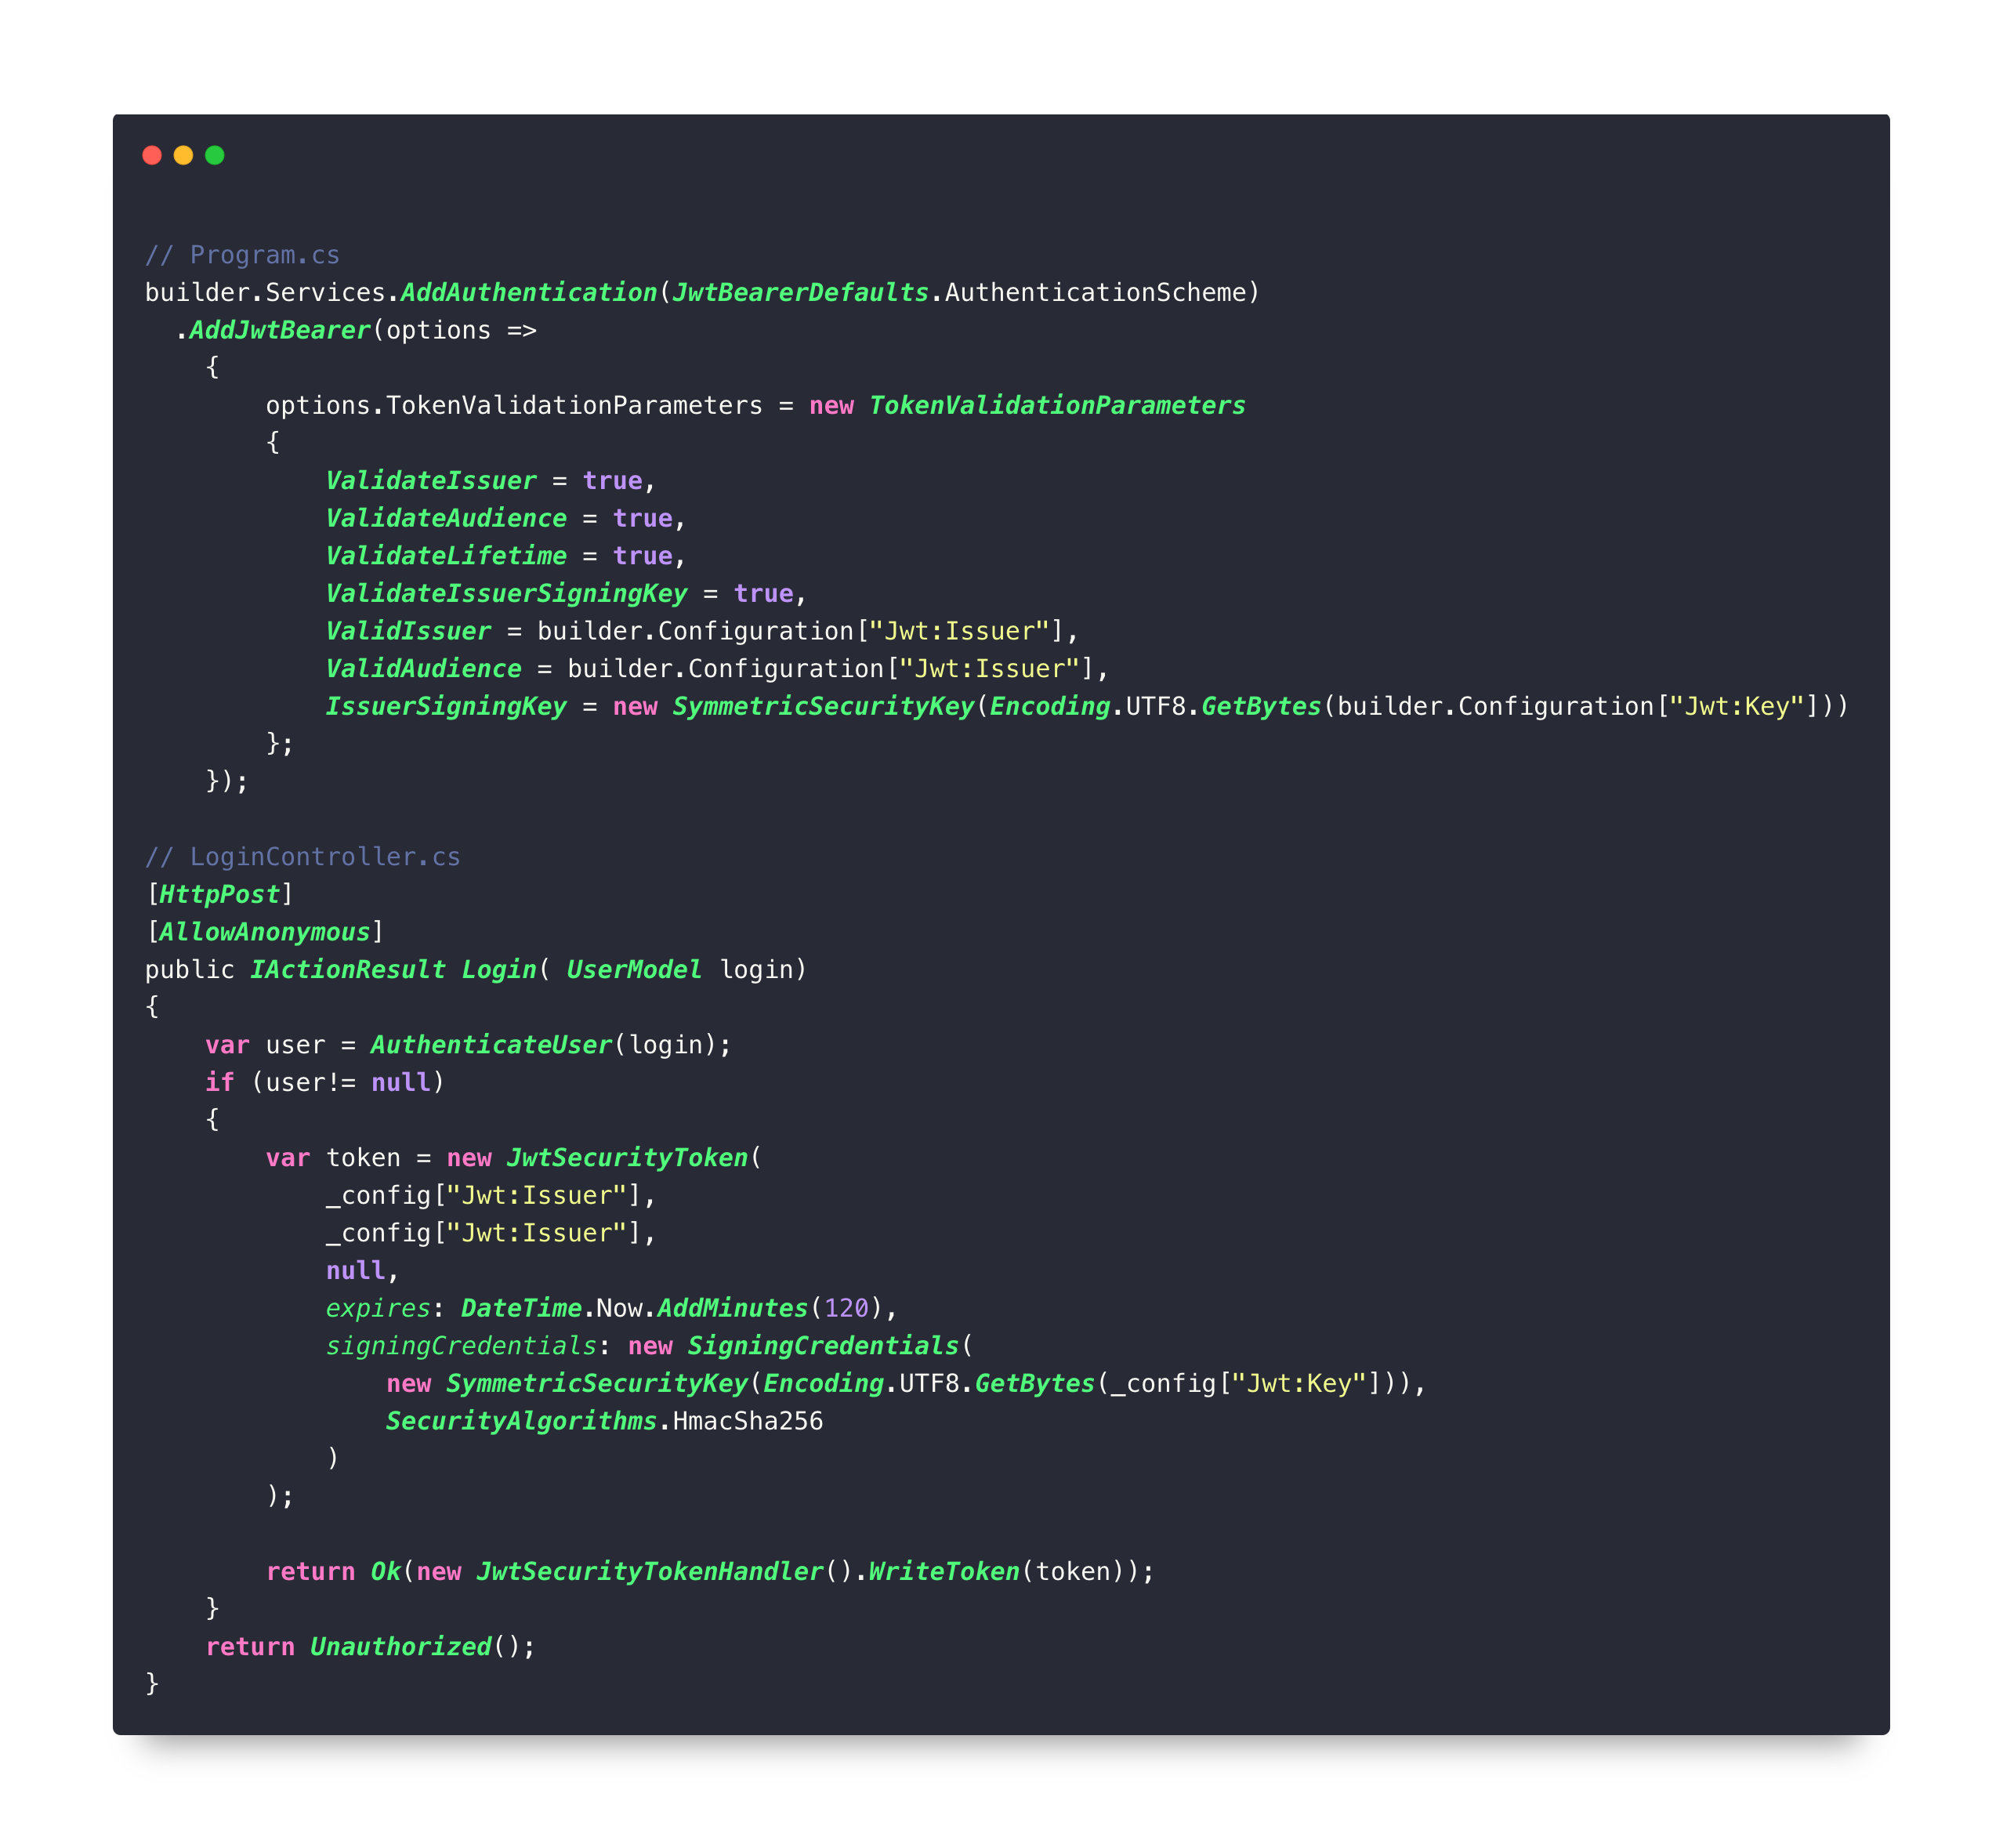 // Program.cs
builder.Services.AddAuthentication(JwtBearerDefaults.AuthenticationScheme)
  .AddJwtBearer(options =>
    {
        options.TokenValidationParameters = new TokenValidationParameters
        {
            ValidateIssuer = true,
            ValidateAudience = true,
            ValidateLifetime = true,
            ValidateIssuerSigningKey = true,
            ValidIssuer = builder.Configuration["Jwt:Issuer"],
            ValidAudience = builder.Configuration["Jwt:Issuer"],
            IssuerSigningKey = new SymmetricSecurityKey(Encoding.UTF8.GetBytes(builder.Configuration["Jwt:Key"]))
        };
    });

// LoginController.cs
[HttpPost]
[AllowAnonymous]
public IActionResult Login( UserModel login)
{
    var user = AuthenticateUser(login);
    if (user!= null)
    {
        var token = new JwtSecurityToken(
            _config["Jwt:Issuer"],
            _config["Jwt:Issuer"],
            null,
            expires: DateTime.Now.AddMinutes(120),
            signingCredentials: new SigningCredentials(
                new SymmetricSecurityKey(Encoding.UTF8.GetBytes(_config["Jwt:Key"])),
                SecurityAlgorithms.HmacSha256
            )
        );

        return Ok(new JwtSecurityTokenHandler().WriteToken(token));
    }
    return Unauthorized();
}